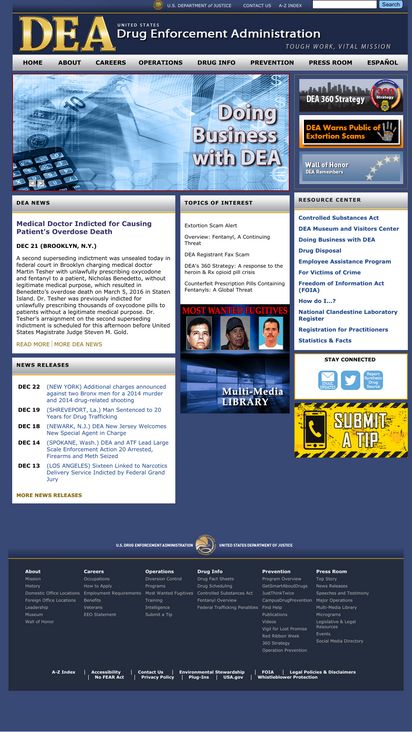 U.S. DEPARTMENT of JUSTICE CONTACT US A-Z INDEX Search
DEA
UNITED STATES
Drug Enforcement Administration
TOUGH WORK, VITAL MISSION
HOME ABOUT CAREERS OPERATIONS DRUG INFO PREVENTION PRESS ROOM ESPAÑOL
Doing
Business
with DEA
DEA 360 Strategy
360
Strategy
DEA Warns Public of
Extortion Scams
Wall of Honor
DEA Remembers
DEA NEWS
Medical Doctor Indicted for Causing
Patient's Overdose Death
DEC 21 (BROOKLYN, N.Y.)
A second superseding indictment was unsealed today in
federal court in Brooklyn charging medical doctor
Martin Tesher with unlawfully prescribing oxycodone
and fentanyl to a patient, Nicholas Benedetto, without
legitimate medical purpose, which resulted in
Benedetto's overdose death on March 5, 2016 in Staten
Island. Dr. Tesher was previously indicted for
unlawfully prescribing thousands of oxycodone pills to
patients without a legitimate medical purpose. Dr.
Tesher's arraignment on the second superseding
indictment is scheduled for this afternoon before United
States Magistrate Judge Steven M. Gold.
READ MORE | MORE DEA NEWS
TOPICS OF INTEREST
Extortion Scam Alert
Overview: Fentanyl, A Continuing
Threat
DEA Registrant Fax Scam
DEA's 360 Strategy: A response to the
heroin & Rx opioid pill crisis
Counterfeit Prescription Pills Containing
Fentanyls: A Global Threat
MOST WANTED FUGITIVES
Multi-Media
LIBRARY
RESOURCE CENTER
Controlled Substances Act
DEA Museum and Visitors Center
Doing Business with DEA
Drug Disposal
Employee Assistance Program
For Victims of Crime
Freedom of Information Act
(FOIA)
How do I...?
National Clandestine Laboratory
Register
Registration for Practitioners
Statistics & Facts
STAY CONNECTED
Report
Synthetic
Drug
Source
SUBMIT
A TIP
NEWS RELEASES
DEC 22 (NEW YORK) Additional charges announced
against two Bronx men for a 2014 murder
and 2014 drug-related shooting
DEC 19 (SHREVEPORT, La.) Man Sentenced to 20
Years for Drug Trafficking
DEC 18 (NEWARK, N.J.) DEA New Jersey Welcomes
New Special Agent in Charge
DEC 14 (SPOKANE, Wash.) DEA and ATF Lead Large
Scale Enforcement Action 20 Arrested,
Firearms and Meth Seized
DEC 13 (LOS ANGELES) Sixteen Linked to Narcotics
Delivery Service Indicted by Federal Grand
Jury
MORE NEWS RELEASES
U.S. DRUG ENFORCEMENT ADMINISTRATION UNITED STATES DEPARTMENT OF JUSTICE
About
Mission
History
Domestic Office Locations
Foreign Office Locations
Leadership
Museum
Wall of Honor
Careers
Occupations
How to Apply
Employment Requirements
Benefits
Veterans
EEO Statement
Operations
Diversion Control
Programs
Most Wanted Fugitives
Training
Intelligence
Submit a Tip
Drug Info
Drug Fact Sheets
Drug Scheduling
Controlled Substances Act
Fentanyl Overview
Federal Trafficking Penalties
Prevention
Program Overview
GetSmartAboutDrugs
JustThinkTwice
CampusDrugPrevention
Find Help
Publications
Videos
Vigil for Lost Promise
Red Ribbon Week
360 Strategy
Operation Prevention
Press Room
Top Story
News Releases
Speeches and Testimony
Major Operations
Multi-Media Library
Micrograms
Legislative & Legal
Resources
Events
Social Media Directory
A-Z Index | Accessibility | Contact Us | Environmental Stewardship | FOIA | Legal Policies & Disclaimers
| No FEAR Act | Privacy Policy | Plug-Ins | USA.gov | Whistleblower Protection